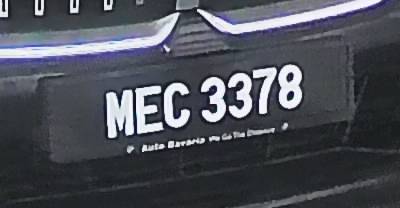 MEC 3378
Auto Bavaria We Go The Distance